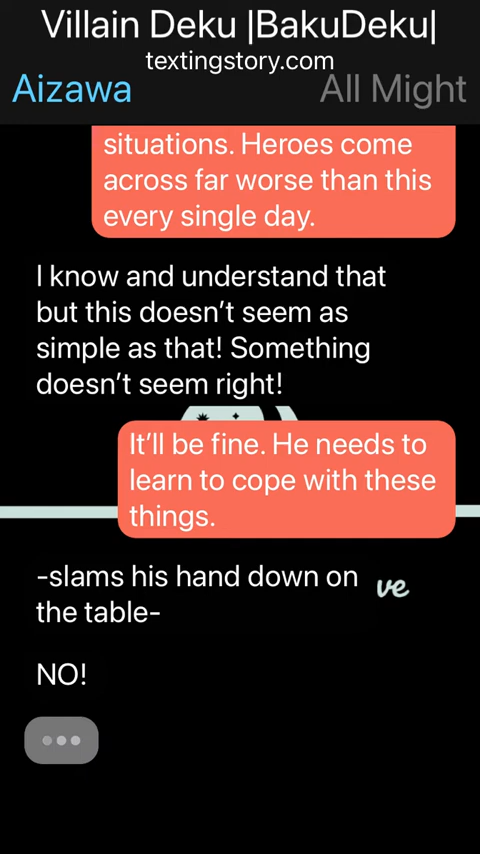 Villain Deku |BakuDeku|
textingstory.com
Aizawa
All Might
situations. Heroes come
across far worse than this
every single day.
I know and understand that
but this doesn’t seem as
simple as that! Something
doesn’t seem right!
It’ll be fine. He needs to
learn to cope with these
things.
-slams his hand down on
the table-
ve
NO!